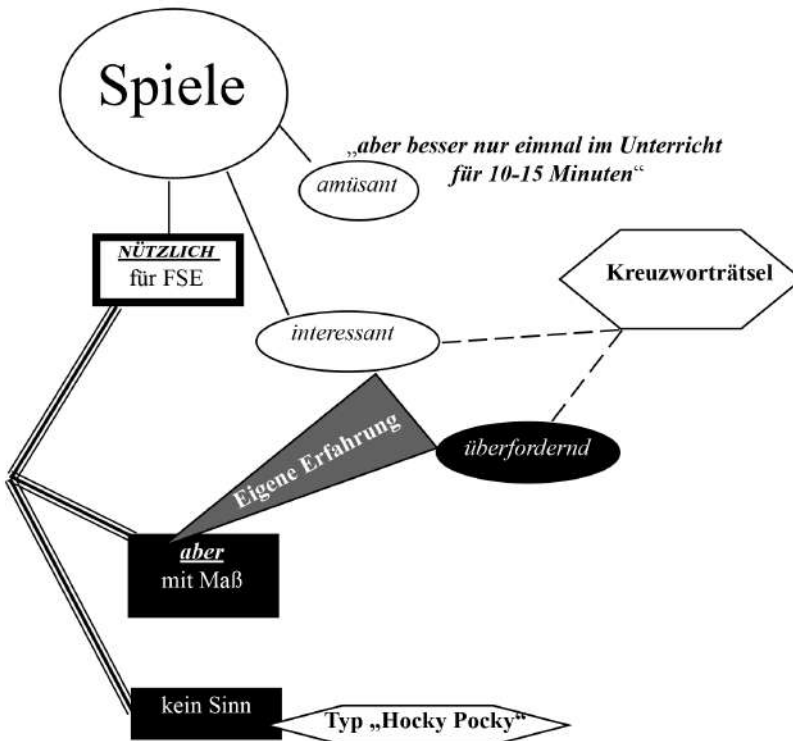 Spiele
„aber besser nur eimnal im Unterricht
für 10-15 Minuten“
amüsant
NÜTZLICH
für FSE
Kreuzworträtsel
interessant
Eigene Erfahrung
überfordernd
aber
mit Maß
kein Sinn
Typ „Hocky Pocky“